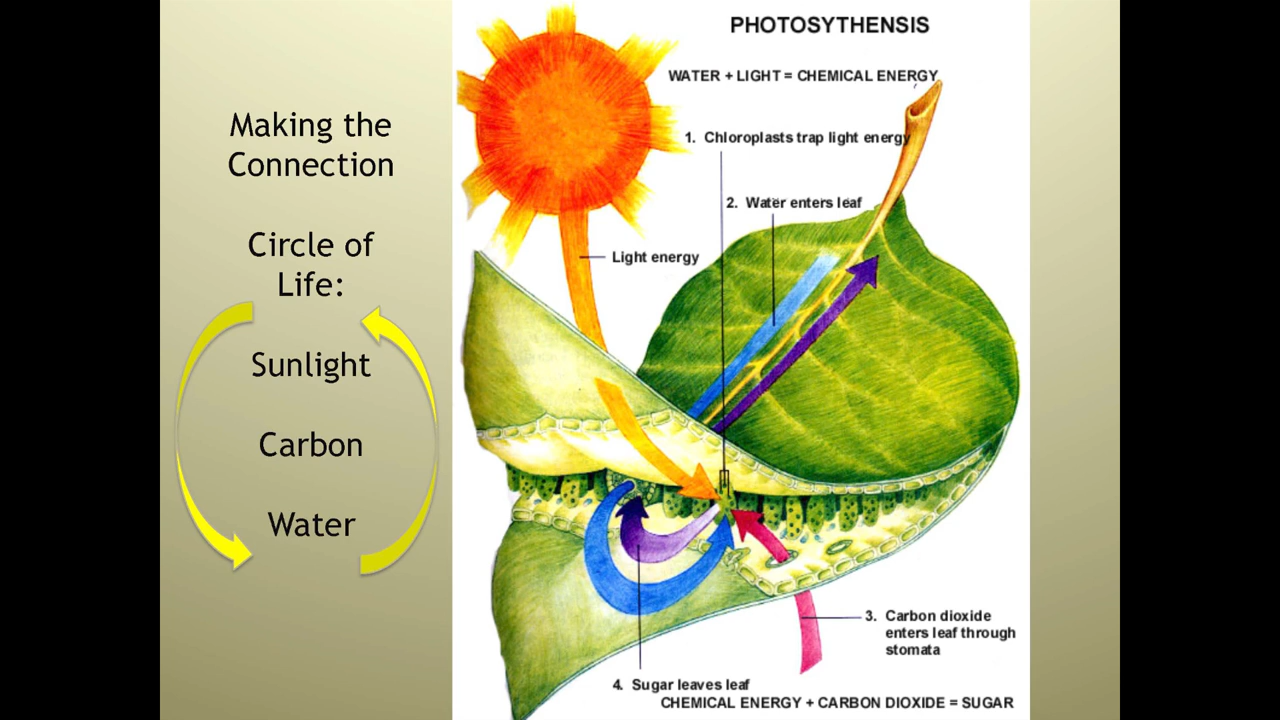 Making the
Connection
Circle of
Life:
Sunlight
Carbon
Water
PHOTOSYTHENSIS
WATER + LIGHT = CHEMICAL ENERGY
1. Chloroplasts trap light energy
2. Water enters leaf
Light energy
3. Carbon dioxide
enters leaf through
stomata
4. Sugar leaves leaf
CHEMICAL ENERGY + CARBON DIOXIDE = SUGAR